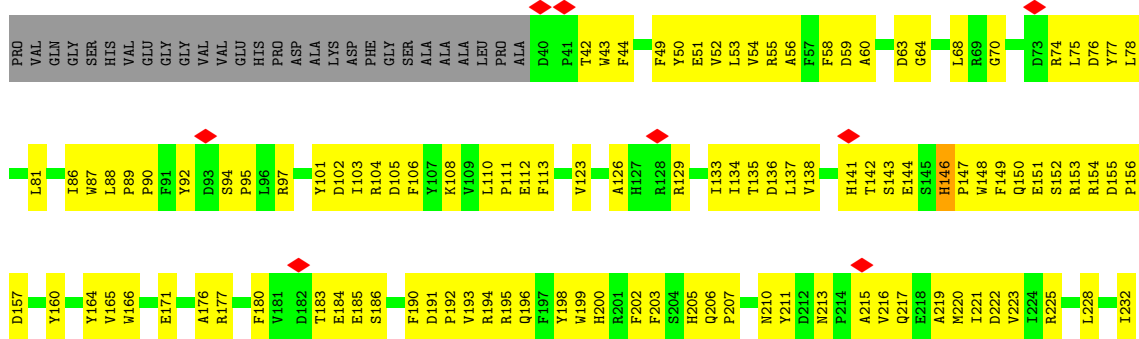 PRO VAL GLN GLY SER HIS VAL GLU GLY GLY VAL VAL GLU HIS PRO ASP ALA LYS ASP PHE GLY SER ALA ALA ALA LEU PRO ALA D40 P41 T42 W43 F44 F49 Y50 E51 V52 L53 V54 R55 A56 F57 F58 D59 A60 D63 G64 L68 R69 G70 D73 R74 L75 D76 Y77 L78
L81 I86 W87 L88 P89 P90 F91 Y92 D93 S94 P95 L96 R97 Y101 D102 I103 R104 D105 F106 Y107 K108 V109 L110 P111 E112 F113 V123 A126 H127 R128 R129 I133 I134 T135 D136 L137 V138 H141 T142 S143 E144 S145 H146 P147 W148 F149 Q150 E151 S152 R153 R154 D155 P156
D157 Y160 Y164 V165 W166 E171 A176 R177 F180 V181 D182 T183 E184 E185 S186 F190 D191 P192 V193 R194 R195 Q196 F197 Y198 W199 H200 R201 F202 F203 S204 H205 Q206 P207 N210 Y211 D212 N213 P214 A215 V216 Q217 E218 A219 M220 I221 D222 V223 I224 R225 L228 I232